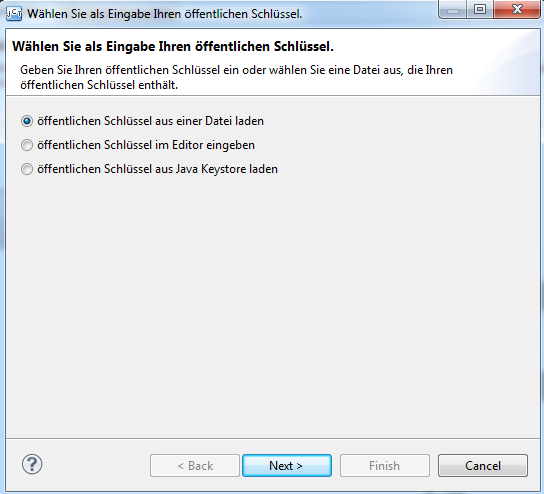 JCT Wählen Sie als Eingabe Ihren öffentlichen Schlüssel.
Wählen Sie als Eingabe Ihren öffentlichen Schlüssel.
Geben Sie Ihren öffentlichen Schlüssel ein oder wählen Sie eine Datei aus, die Ihren
öffentlichen Schlüssel enthält.
öffentlichen Schlüssel aus einer Datei laden
öffentlichen Schlüssel im Editor eingeben
öffentlichen Schlüssel aus Java Keystore laden
? < Back Next > Finish Cancel